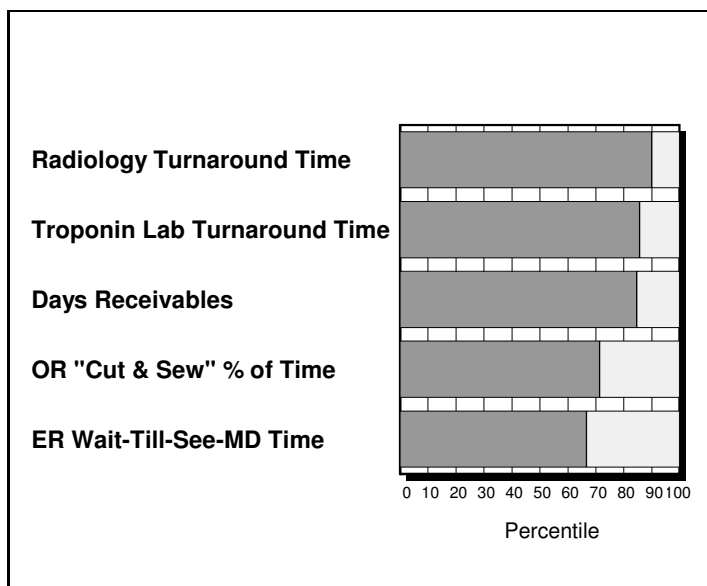 Radiology Turnaround Time
Troponin Lab Turnaround Time
Days Receivables
OR "Cut & Sew" % of Time
ER Wait-Till-See-MD Time
0 10 20 30 40 50 60 70 80 90 100
Percentile